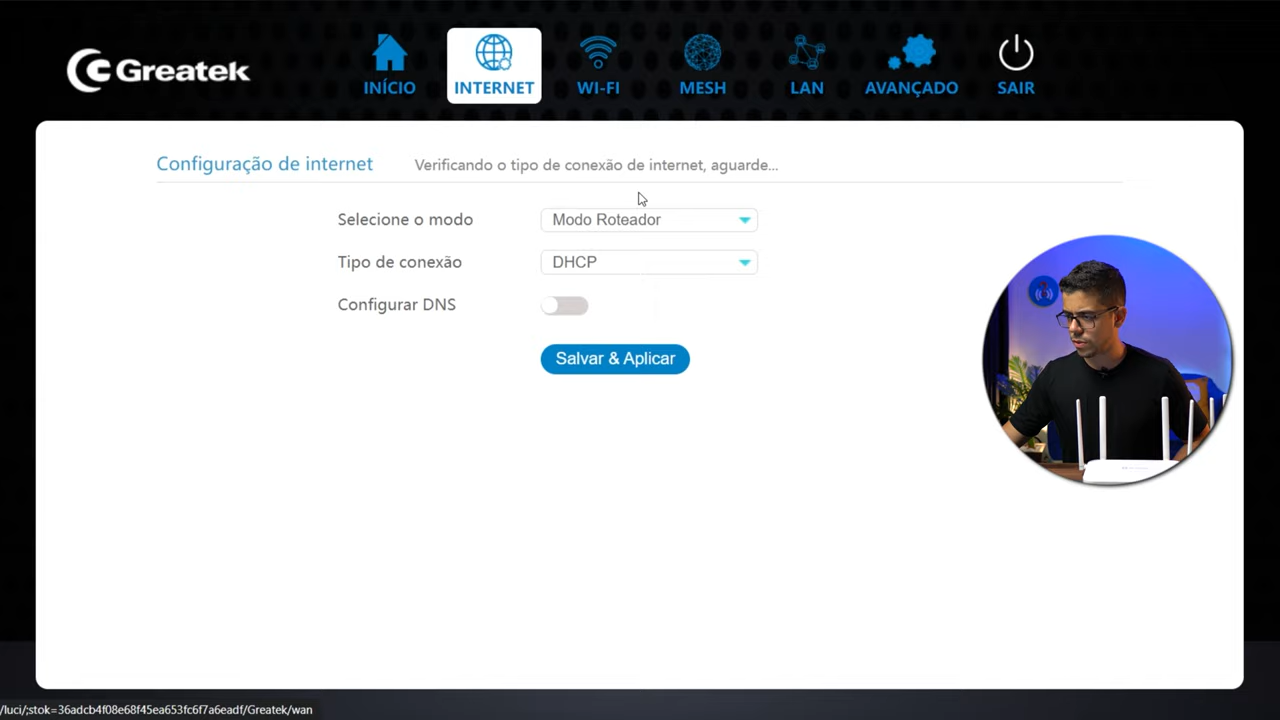 Greatek
INÍCIO
INTERNET
WI-FI
MESH
LAN
AVANÇADO
SAIR
Configuração de internet
Verificando o tipo de conexão de internet, aguarde...
Selecione o modo
Modo Roteador
Tipo de conexão
DHCP
Configurar DNS
Salvar & Aplicar
/luci/;stok=36adcb4f08e68f45ea653fc6f7a6eadf/Greatek/wan